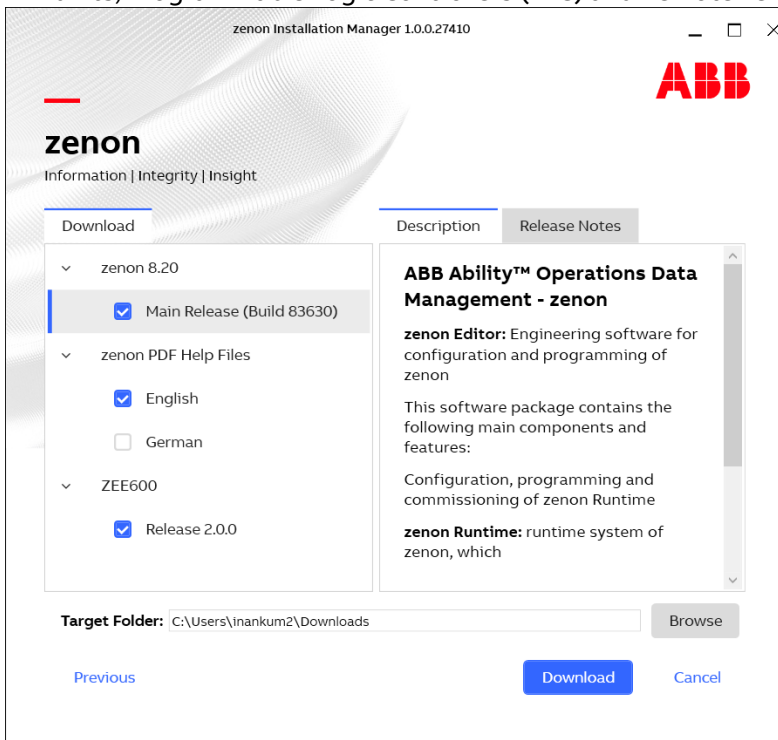 zenon Installation Manager 1.0.0.27410
ABB
zenon
Information | Integrity | Insight
Download
Description
Release Notes
zenon 8.20
Main Release (Build 83630)
zenon PDF Help Files
English
German
ZEE600
Release 2.0.0
ABB Ability™ Operations Data
Management - zenon
zenon Editor: Engineering software for
configuration and programming of
zenon
This software package contains the
following main components and
features:
Configuration, programming and
commissioning of zenon Runtime
zenon Runtime: runtime system of
zenon, which
Target Folder: C:\Users\inankum2\Downloads
Browse
Previous
Download
Cancel